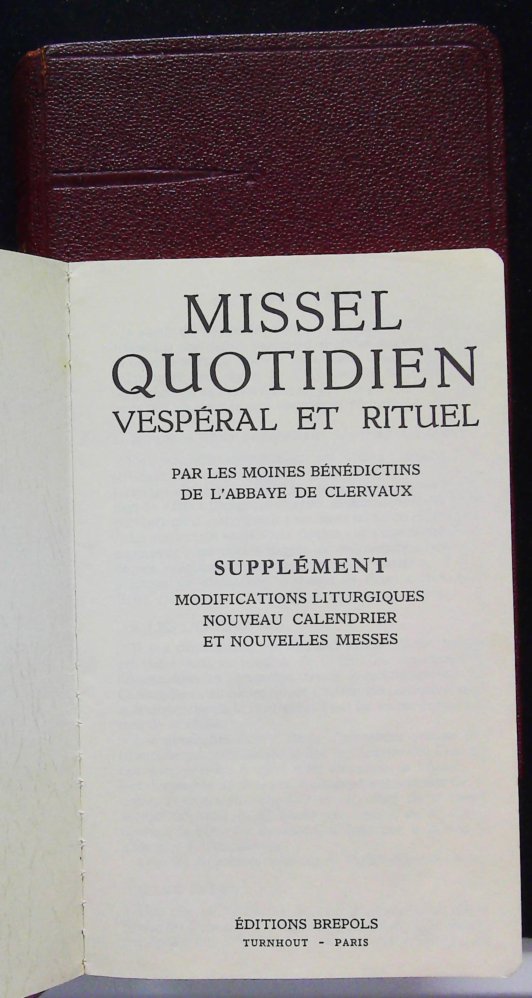 MISSEL
QUOTIDIEN
VESPÉRAL ET RITUEL
PAR LES MOINES BÉNÉDICTINS
DE L'ABBAYE DE CLERVAUX
SUPPLÉMENT
MODIFICATIONS LITURGIQUES
NOUVEAU CALENDRIER
ET NOUVELLES MESSES
ÉDITIONS BREPOLS
TURNHOUT - PARIS